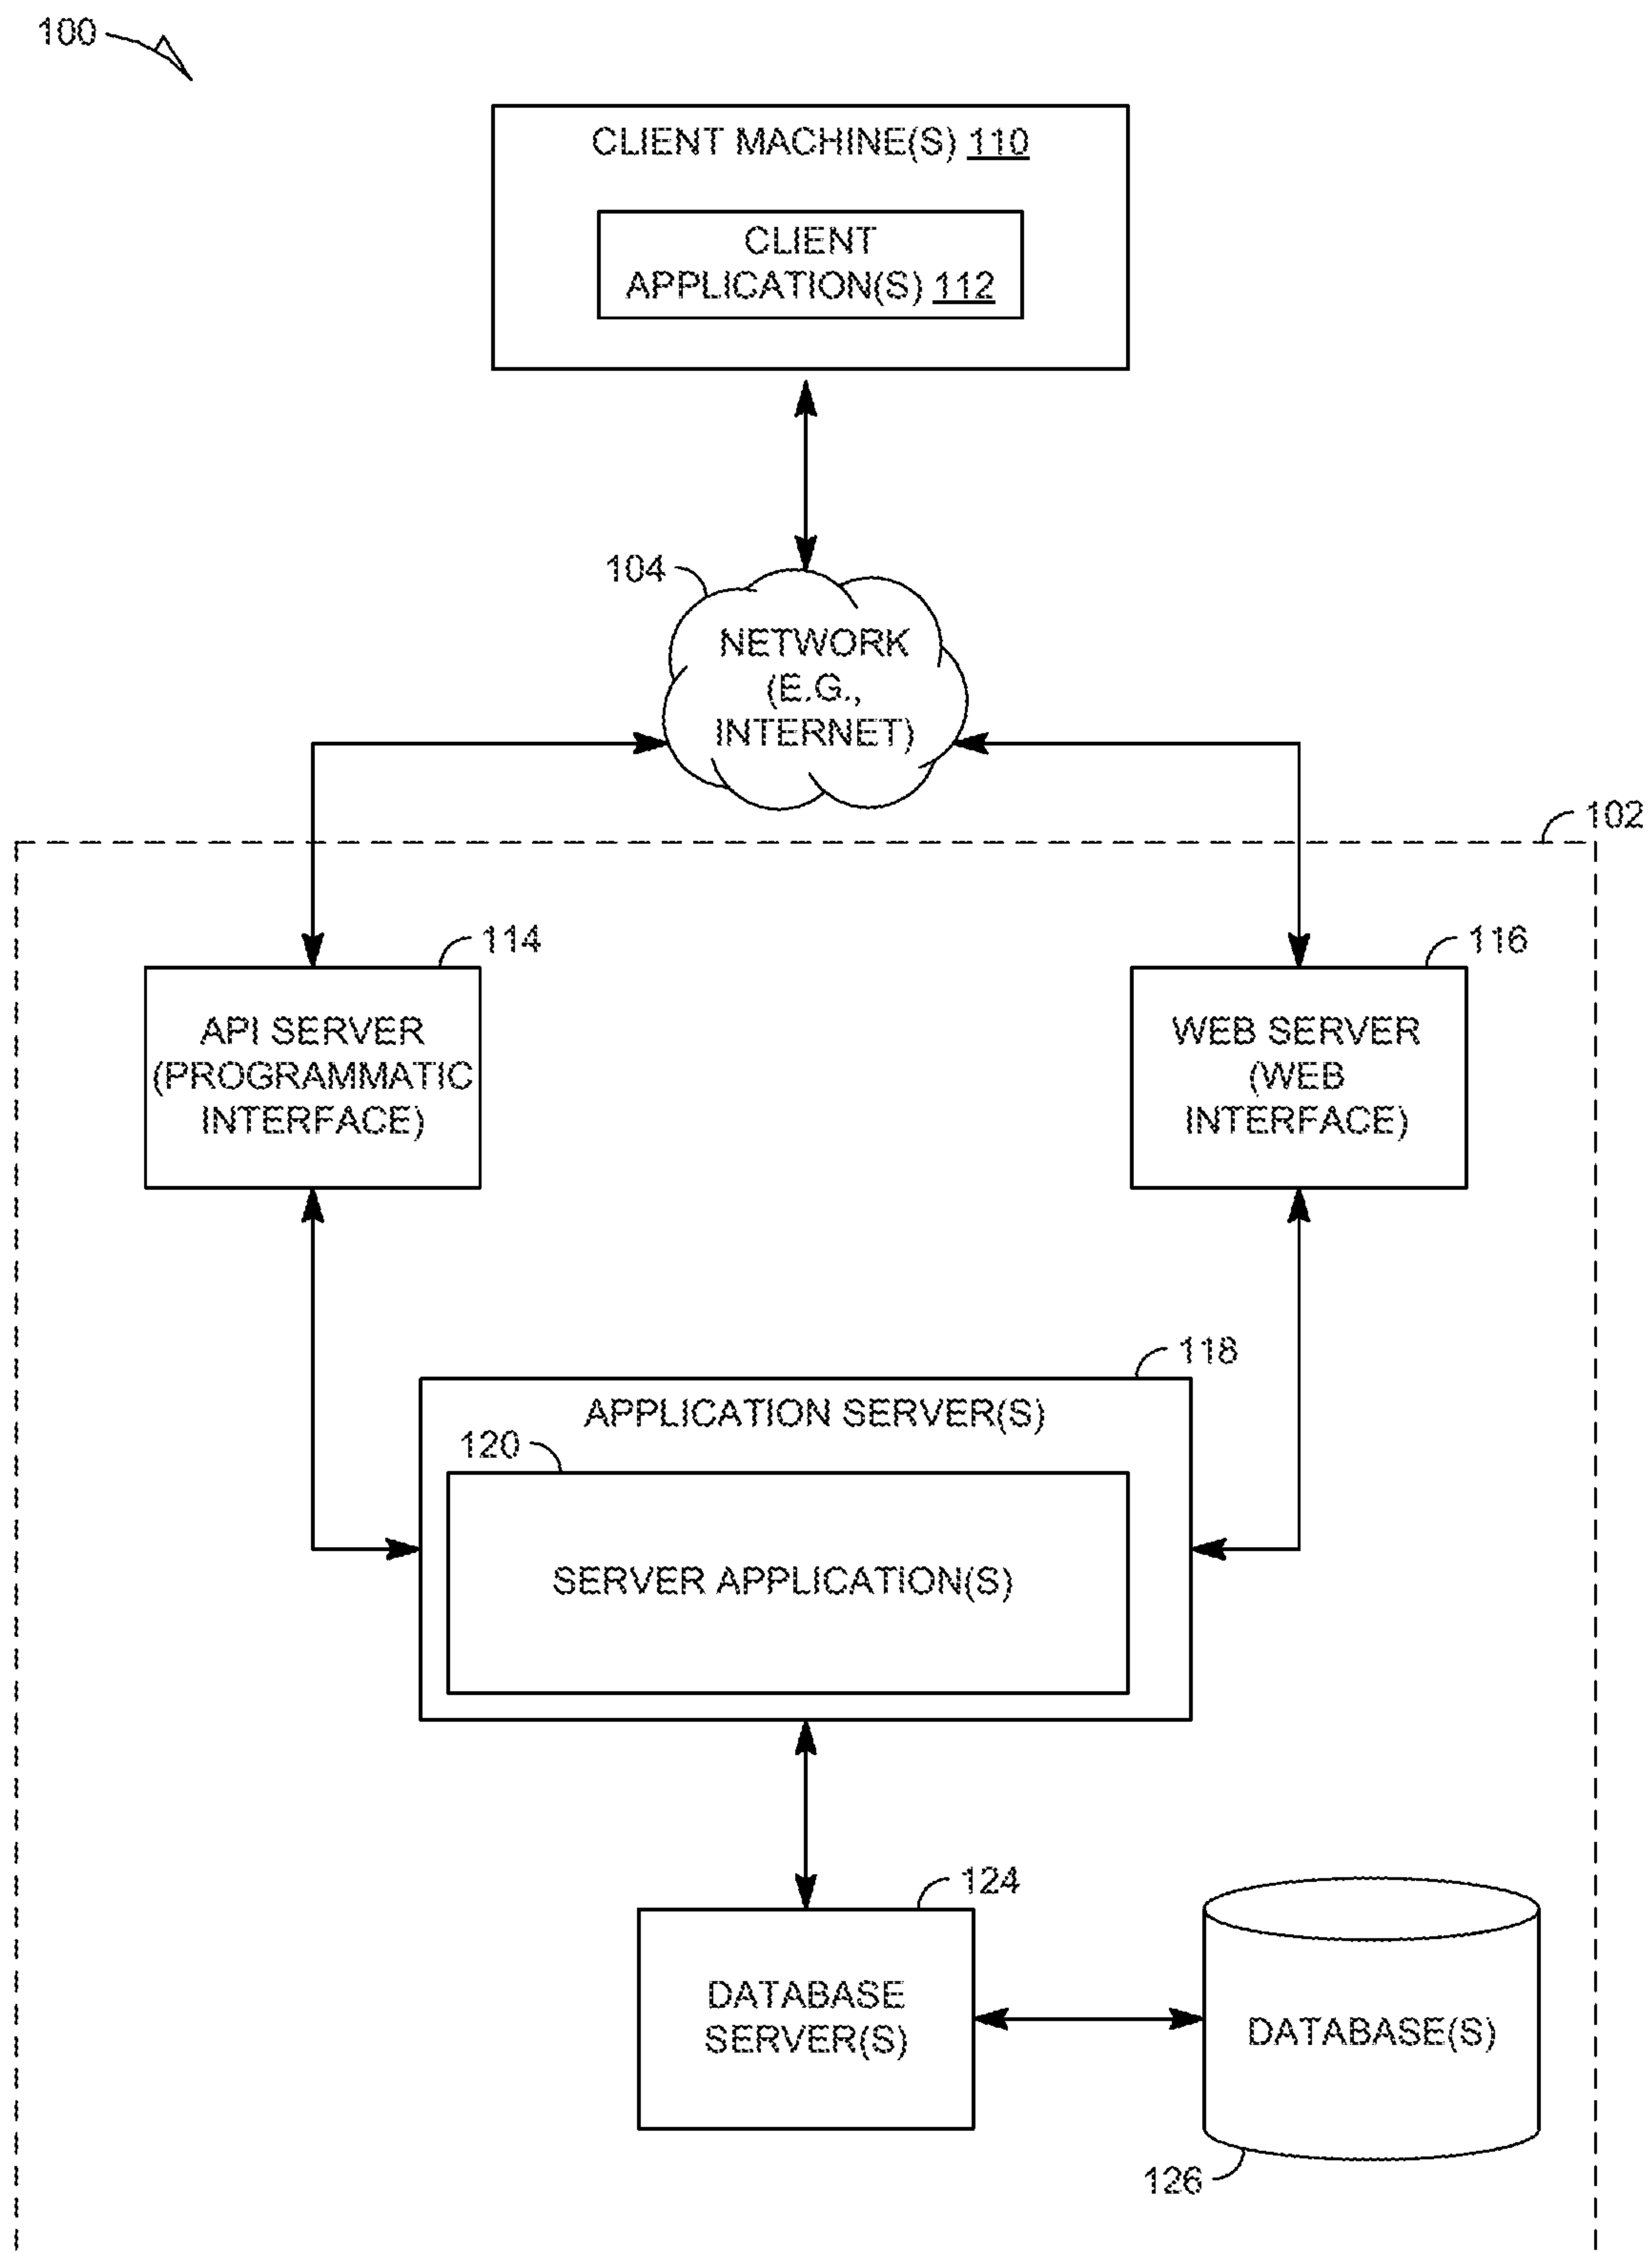 100
CLIENT MACHINE(S) 110
CLIENT
APPLICATION(S) 112
104
NETWORK
(E.G.,
INTERNET)
102
114
API SERVER
(PROGRAMMATIC
INTERFACE)
116
WEB SERVER
(WEB
INTERFACE)
118
APPLICATION SERVER(S)
120
SERVER APPLICATION(S)
124
DATABASE
SERVER(S)
DATABASE(S)
126